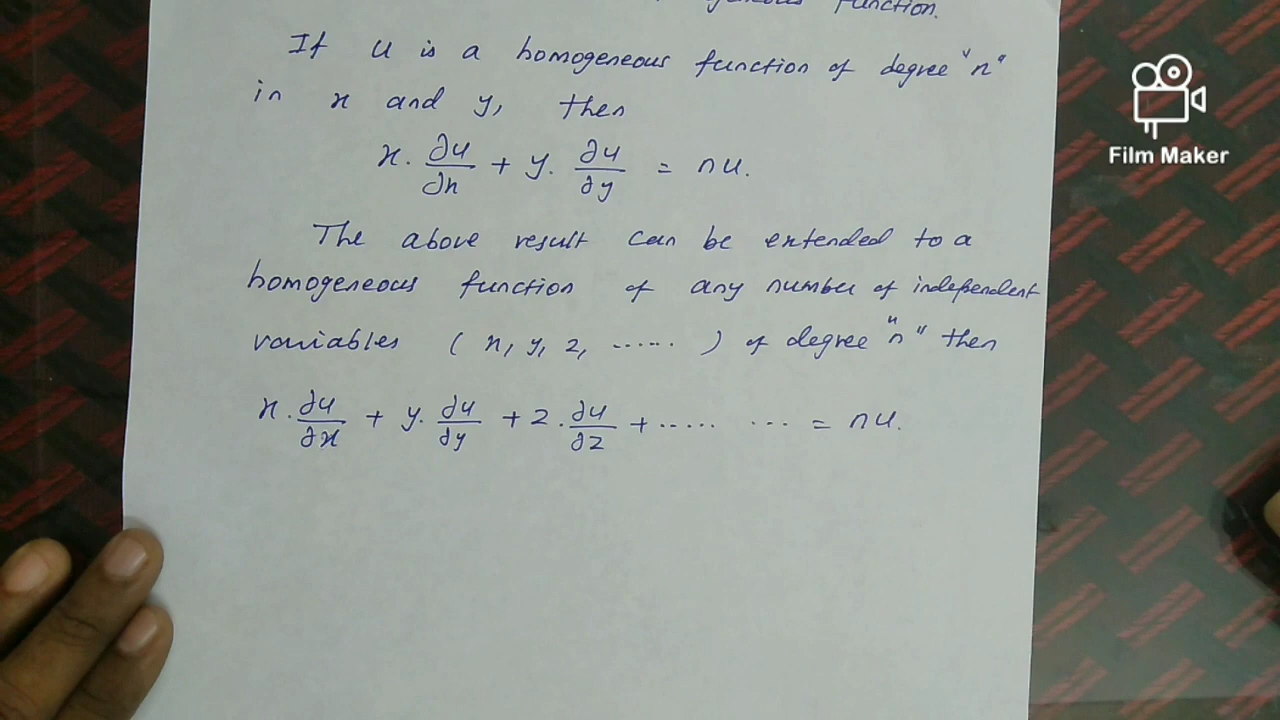 function.
If u is a homogeneous function of degree "n"
in x and y, then
x. ∂u/∂x + y. ∂u/∂y = nu.
The above result can be extended to a
homogeneous function of any number of independent
variables (x, y, z, ...... ) of degree "n" then
x. ∂u/∂x + y. ∂u/∂y + z. ∂u/∂z + ..... ... = nu.
Film Maker